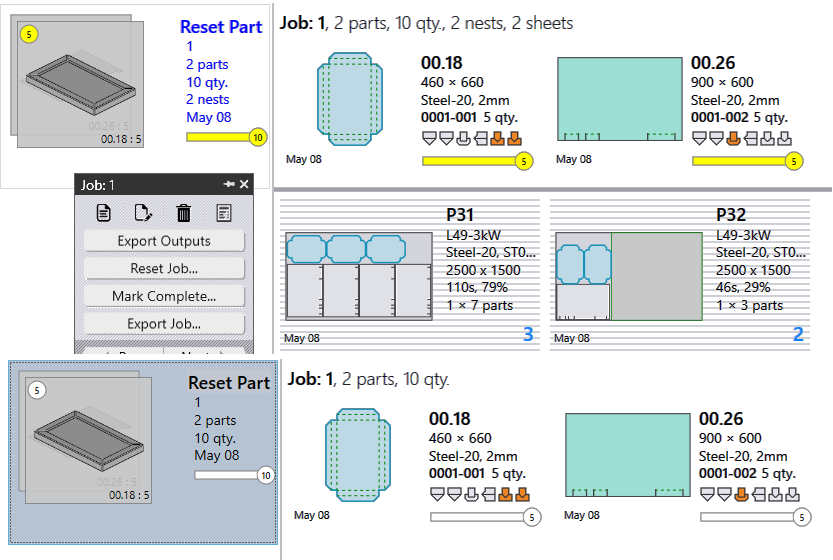 5
Reset Part
1
2 parts
10 qty.
2 nests
May 08
10
00.26 : 5
00.18 : 5
Job: 1, 2 parts, 10 qty., 2 nests, 2 sheets
00.18
460 × 660
Steel-20, 2mm
0001-001 5 qty.
May 08
5
00.26
900 × 600
Steel-20, 2mm
0001-002 5 qty.
May 08
5
Job: 1
Export Outputs
Reset Job...
Mark Complete...
Export Job...
P31
L49-3kW
Steel-20, ST0...
2500 x 1500
110s, 79%
1 × 7 parts
May 08
3
P32
L49-3kW
Steel-20, ST0...
2500 x 1500
46s, 29%
1 × 3 parts
May 08
2
5
Reset Part
1
2 parts
10 qty.
May 08
10
00.26 : 5
00.18 : 5
Job: 1, 2 parts, 10 qty.
00.18
460 × 660
Steel-20, 2mm
0001-001 5 qty.
May 08
5
00.26
900 × 600
Steel-20, 2mm
0001-002 5 qty.
May 08
5